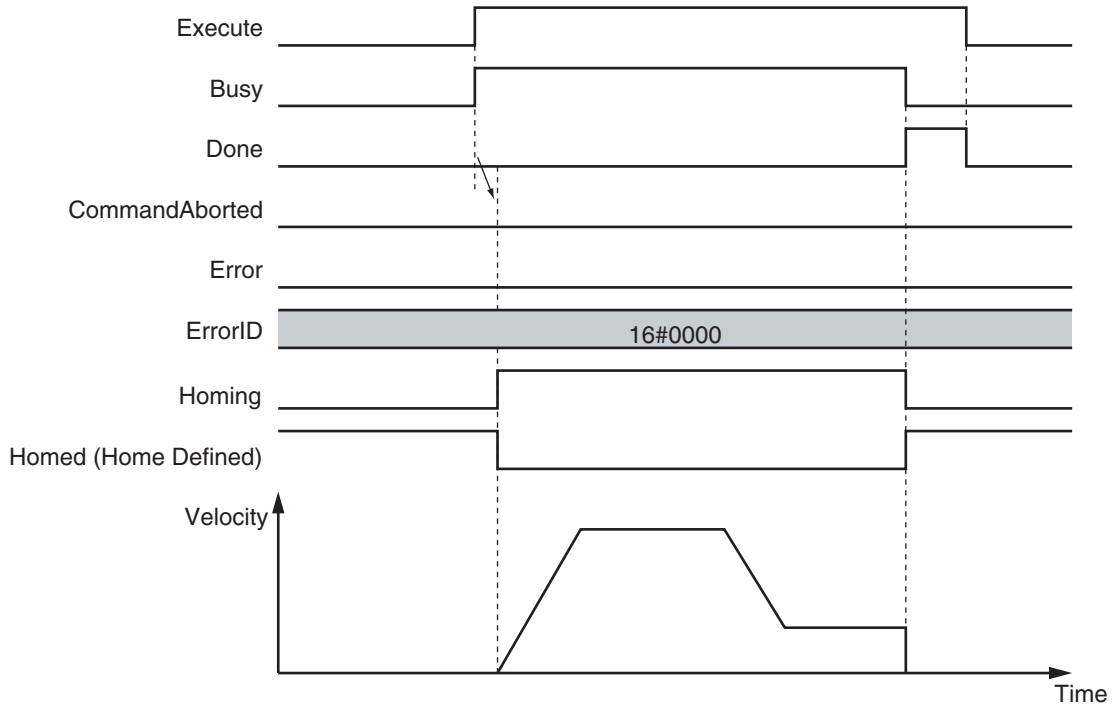 Execute
Busy
Done
CommandAborted
Error
ErrorID
16#0000
Homing
Homed (Home Defined)
Velocity
Time